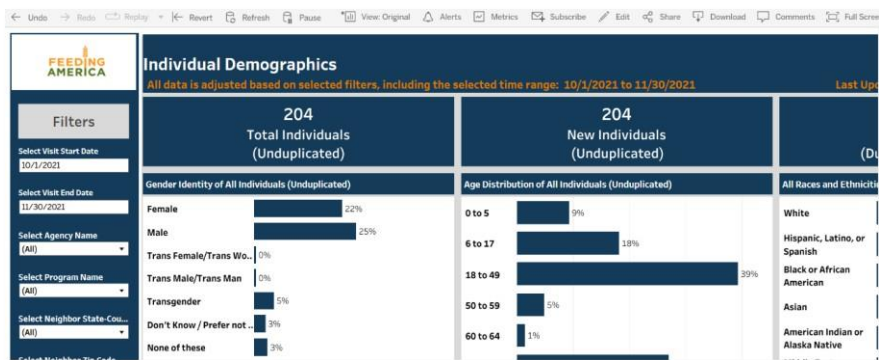 Undo Redo Replay Revert Refresh Pause View: Original Alerts Metrics Subscribe Edit Share Download Comments Full Scree
FEEDING
AMERICA
Individual Demographics
All data is adjusted based on selected filters, including the selected time range: 10/1/2021 to 11/30/2021
Last Upd
Filters
Select Visit Start Date
10/1/2021
Select Visit End Date
11/30/2021
Select Agency Name
(All)
Select Program Name
(All)
Select Neighbor State-Cou...
(All)
Select Neighbor Zip Code
204
Total Individuals
(Unduplicated)
204
New Individuals
(Unduplicated)
(Du
Gender Identity of All Individuals (Unduplicated)
Female 22%
Male 25%
Trans Female/Trans Wo.. 0%
Trans Male/Trans Man 0%
Transgender 5%
Don't Know / Prefer not .. 3%
None of these 3%
Age Distribution of All Individuals (Unduplicated)
0 to 5 9%
6 to 17 18%
18 to 49 39%
50 to 59 5%
60 to 64 1%
All Races and Ethniciti
White
Hispanic, Latino, or
Spanish
Black or African
American
Asian
American Indian or
Alaska Native